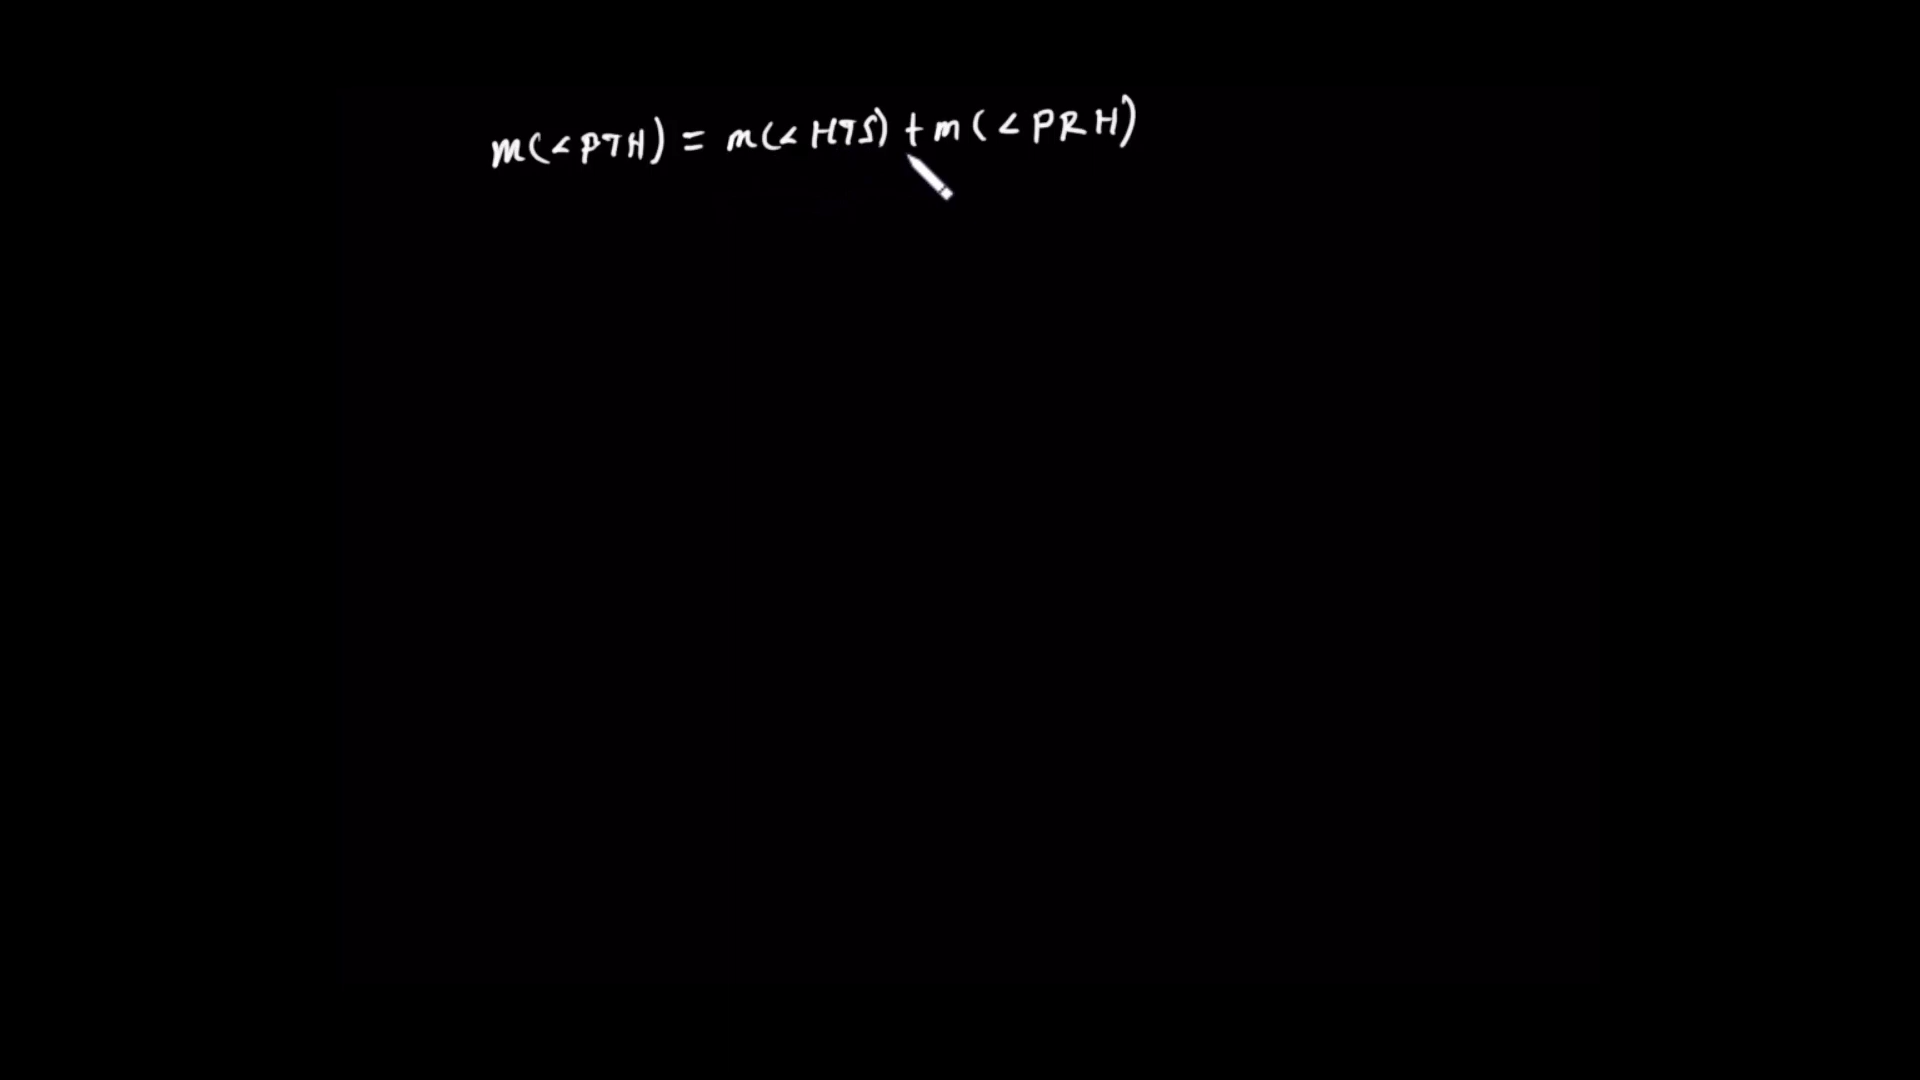 m(∠PTH) = m(∠HTS) + m(∠PRH)